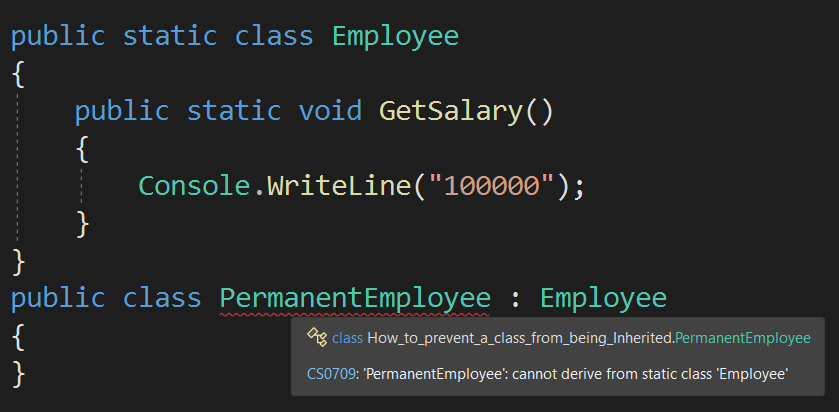 public static class Employee
{
    public static void GetSalary()
    {
        Console.WriteLine("100000");
    }
}
public class PermanentEmployee : Employee
{
class How_to_prevent_a_class_from_being_Inherited.PermanentEmployee
}
CS0709: 'PermanentEmployee': cannot derive from static class 'Employee'